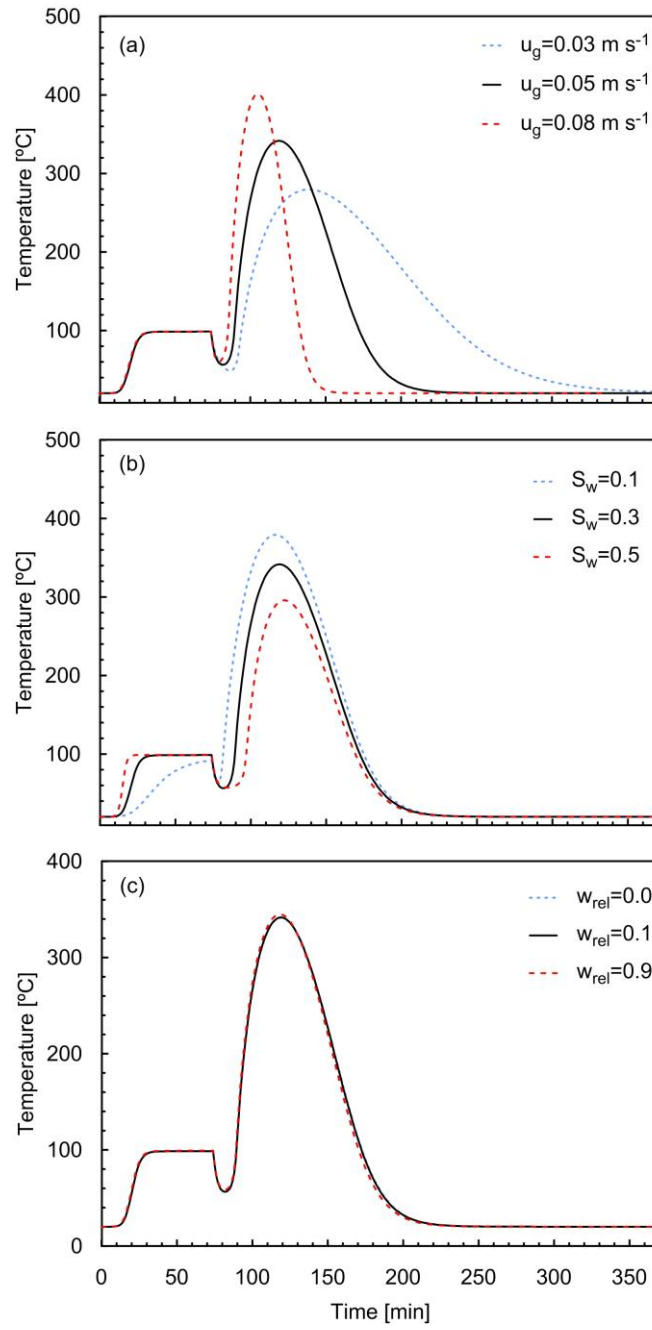 500
(a)
u_g=0.03 m s⁻¹
u_g=0.05 m s⁻¹
u_g=0.08 m s⁻¹
400
300
200
100
Temperature [ºC]
500
(b)
S_w=0.1
S_w=0.3
S_w=0.5
400
300
200
100
Temperature [ºC]
400
(c)
w_rel=0.0
w_rel=0.1
w_rel=0.9
300
200
100
0
Temperature [ºC]
0 50 100 150 200 250 300 350
Time [min]